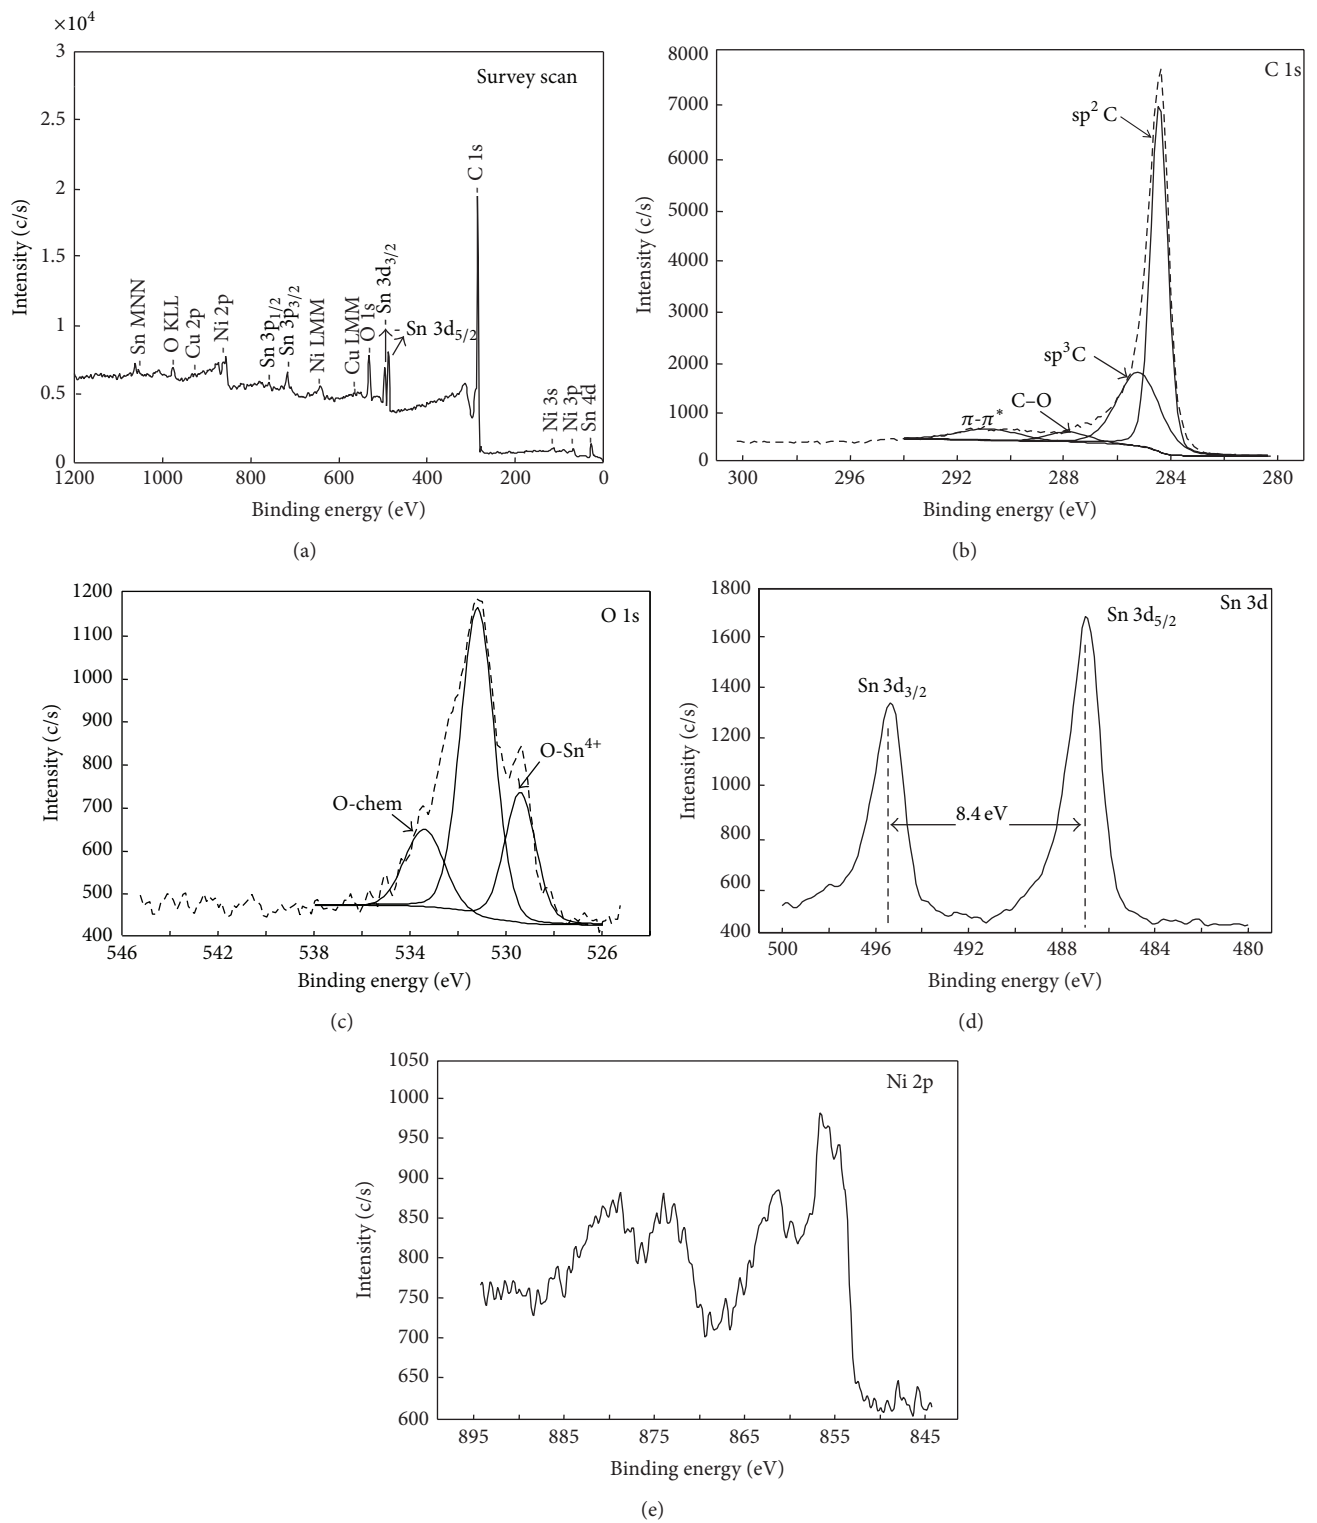 ×10⁴
3
2.5
2
1.5
1
0.5
0
Intensity (c/s)
Survey scan
Sn MNN
O KLL
Cu 2p
Ni 2p
Sn 3p1/2
Sn 3p3/2
Ni LMM
Cu LMM
O 1s
Sn 3d3/2
Sn 3d5/2
C 1s
Ni 3s
Ni 3p
Sn 4d
1200 1000 800 600 400 200 0
Binding energy (eV)
(a)
8000
7000
6000
5000
4000
3000
2000
1000
0
Intensity (c/s)
C 1s
sp² C
sp³C
C–O
π-π*
300 296 292 288 284 280
Binding energy (eV)
(b)
1200
1100
1000
900
800
700
600
500
400
Intensity (c/s)
O 1s
O-Sn⁴⁺
O-chem
546 542 538 534 530 526
Binding energy (eV)
(c)
1800
1600
1400
1200
1000
800
600
400
Intensity (c/s)
Sn 3d
Sn 3d5/2
Sn 3d3/2
8.4 eV
500 496 492 488 484 480
Binding energy (eV)
(d)
1050
1000
950
900
850
800
750
700
650
600
Intensity (c/s)
Ni 2p
895 885 875 865 855 845
Binding energy (eV)
(e)